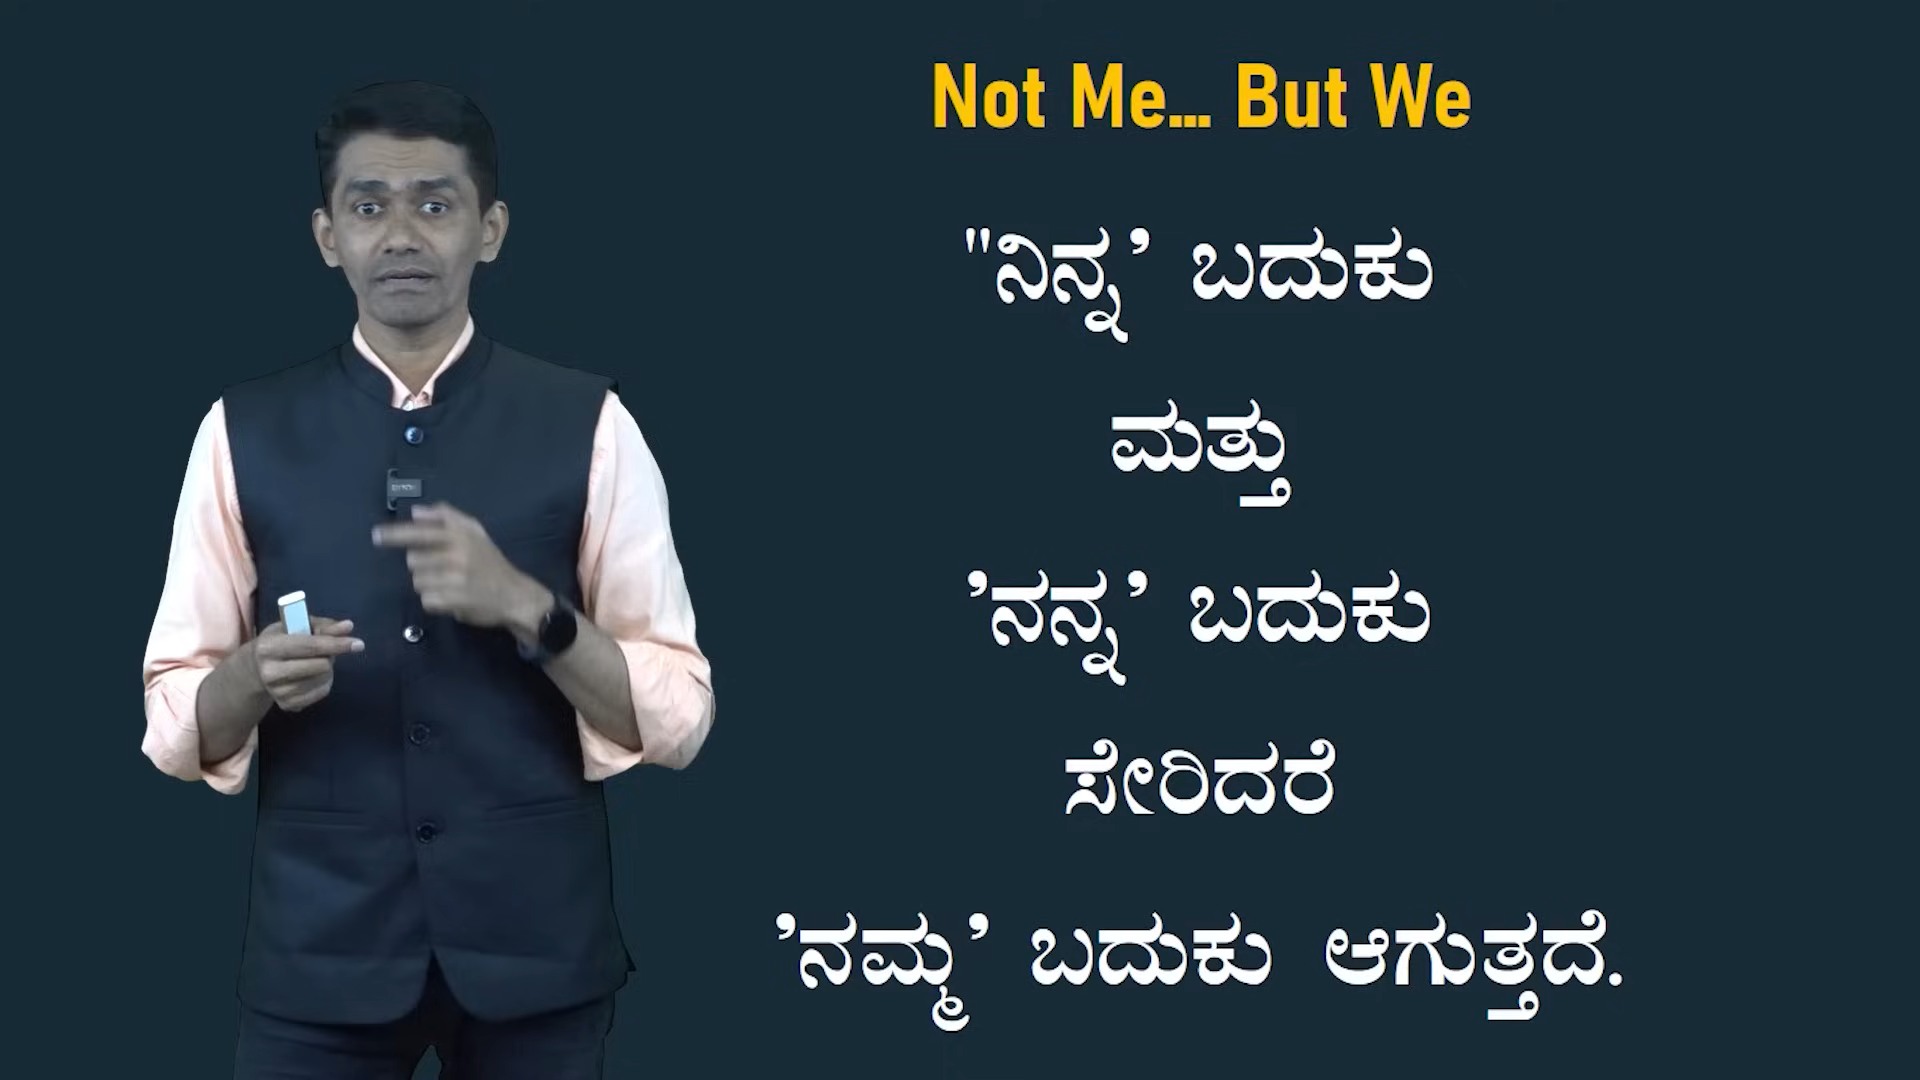 Not Me... But We
"ನಿನ್ನ' ಬದುಕು
ಮತ್ತು
'ನನ್ನ' ಬದುಕು
ಸೇರಿದರೆ
'ನಮ್ಮ' ಬದುಕು ಆಗುತ್ತದೆ.